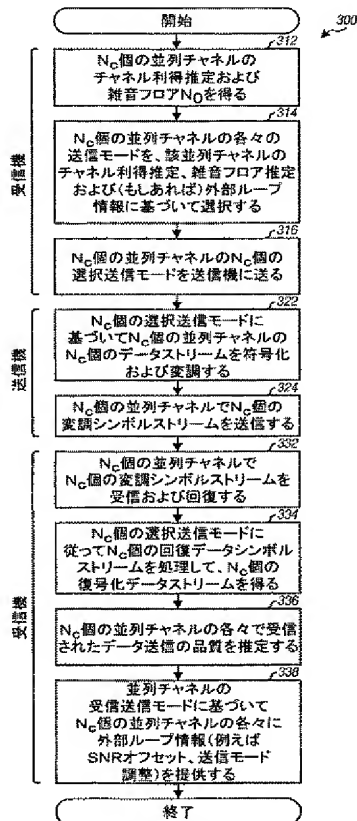 開始
300
312
N_C個の並列チャネルの
チャネル利得推定および
雑音フロアN_0を得る
314
N_C個の並列チャネルの各々の
送信モードを、該並列チャネルの
チャネル利得推定、雑音フロア推定
および(もしあれば)外部ループ
情報に基づいて選択する
316
N_C個の並列チャネルのN_C個の
選択送信モードを送信機に送る
受信機
322
N_C個の選択送信モードに
基づいてN_C個の並列チャネルの
N_C個のデータストリームを符号化
および変調する
324
N_C個の並列チャネルでN_C個の
変調シンボルストリームを送信する
送信機
332
N_C個の並列チャネルで
N_C個の変調シンボルストリームを
受信および回復する
334
N_C個の選択送信モードに
従ってN_C個の回復データシンボル
ストリームを処理して、N_C個の
復号化データストリームを得る
336
N_C個の並列チャネルの各々で受信
されたデータ送信の品質を推定する
338
並列チャネルの
受信送信モードに基づいて
N_C個の並列チャネルの各々に
外部ループ情報(例えば
SNRオフセット、送信モード
調整)を提供する
受信機
終了